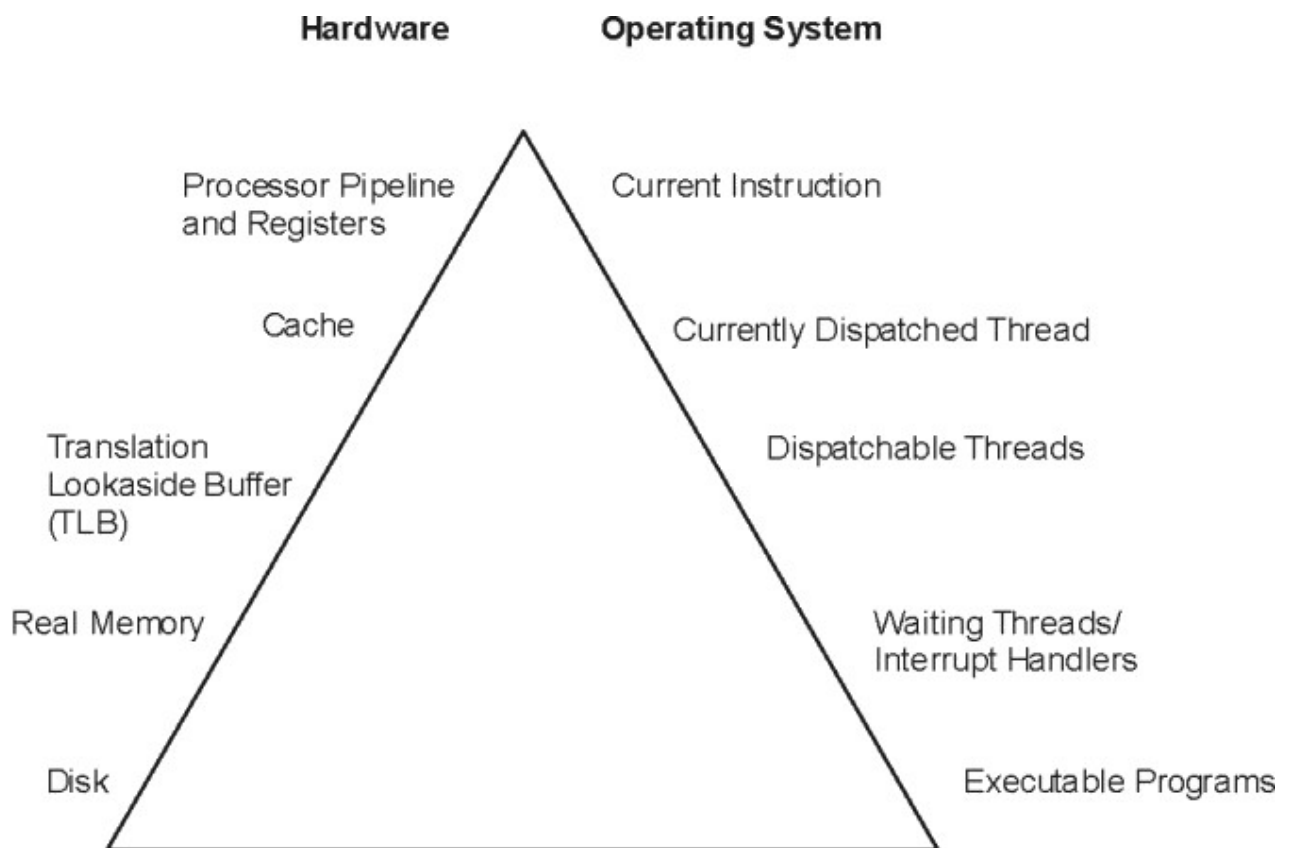 Hardware
Operating System
Processor Pipeline
and Registers
Current Instruction
Cache
Currently Dispatched Thread
Translation
Lookaside Buffer
(TLB)
Dispatchable Threads
Real Memory
Waiting Threads/
Interrupt Handlers
Disk
Executable Programs